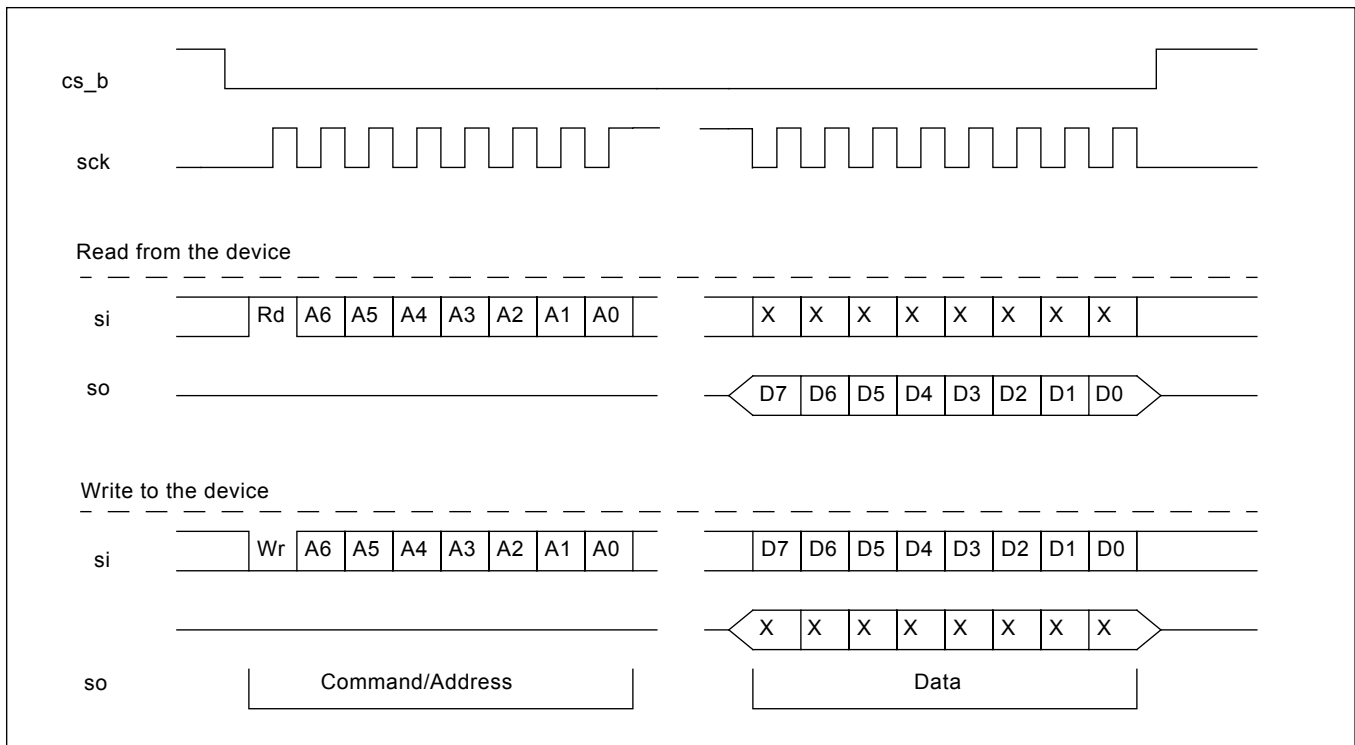 cs_b
sck
Read from the device
si Rd A6 A5 A4 A3 A2 A1 A0 X X X X X X X X
so D7 D6 D5 D4 D3 D2 D1 D0
Write to the device
si Wr A6 A5 A4 A3 A2 A1 A0 D7 D6 D5 D4 D3 D2 D1 D0
X X X X X X X X
so Command/Address Data